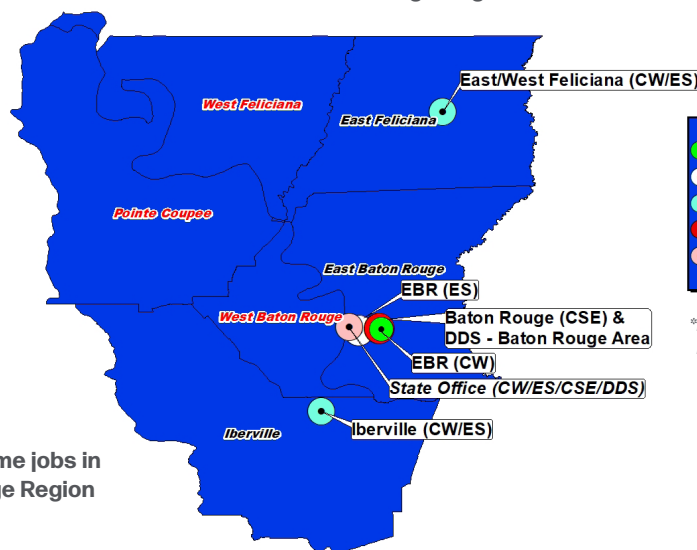 East/West Feliciana (CW/ES)
West Feliciana
East Feliciana
Pointe Coupee
East Baton Rouge
EBR (ES)
West Baton Rouge
Baton Rouge (CSE) &
DDS - Baton Rouge Area
EBR (CW)
State Office (CW/ES/CSE/DDS)
Iberville (CW/ES)
Iberville
me jobs in
ge Region